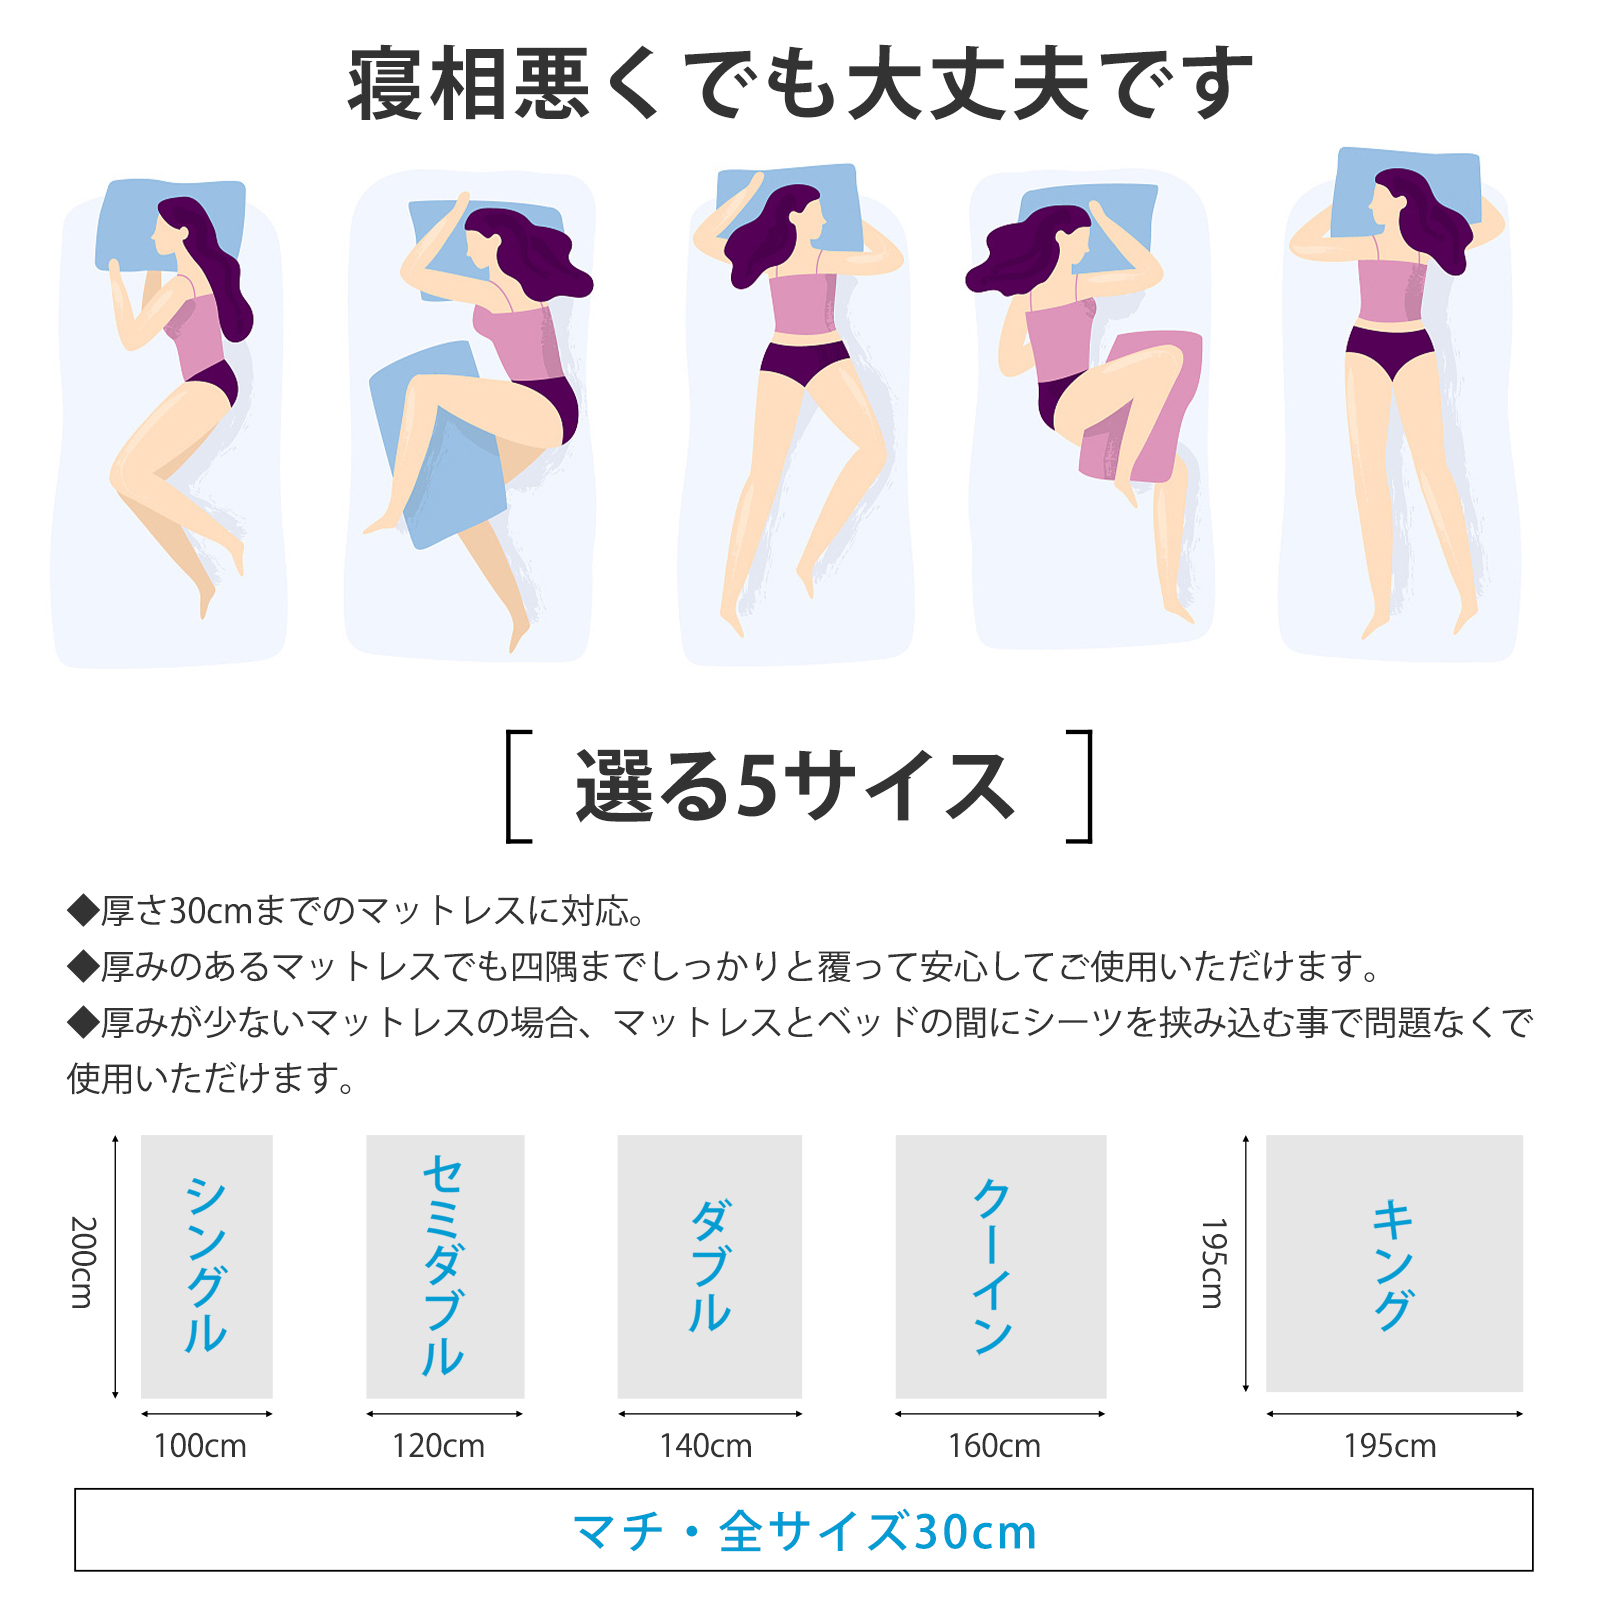 寝相悪くでも大丈夫です
選る5サイス
◆厚さ30cmまでのマットレスに対応。
◆厚みのあるマットレスでも四隅までしっかりと覆って安心してご使用いただけます。
◆厚みが少ないマットレスの場合、マットレスとベッドの間にシーツを挟み込む事で問題なくで
使用いただけます。
200cm
シングル
セミダブル
ダブル
クーイン
195cm
キング
100cm
120cm
140cm
160cm
195cm
マチ・全サイズ30cm